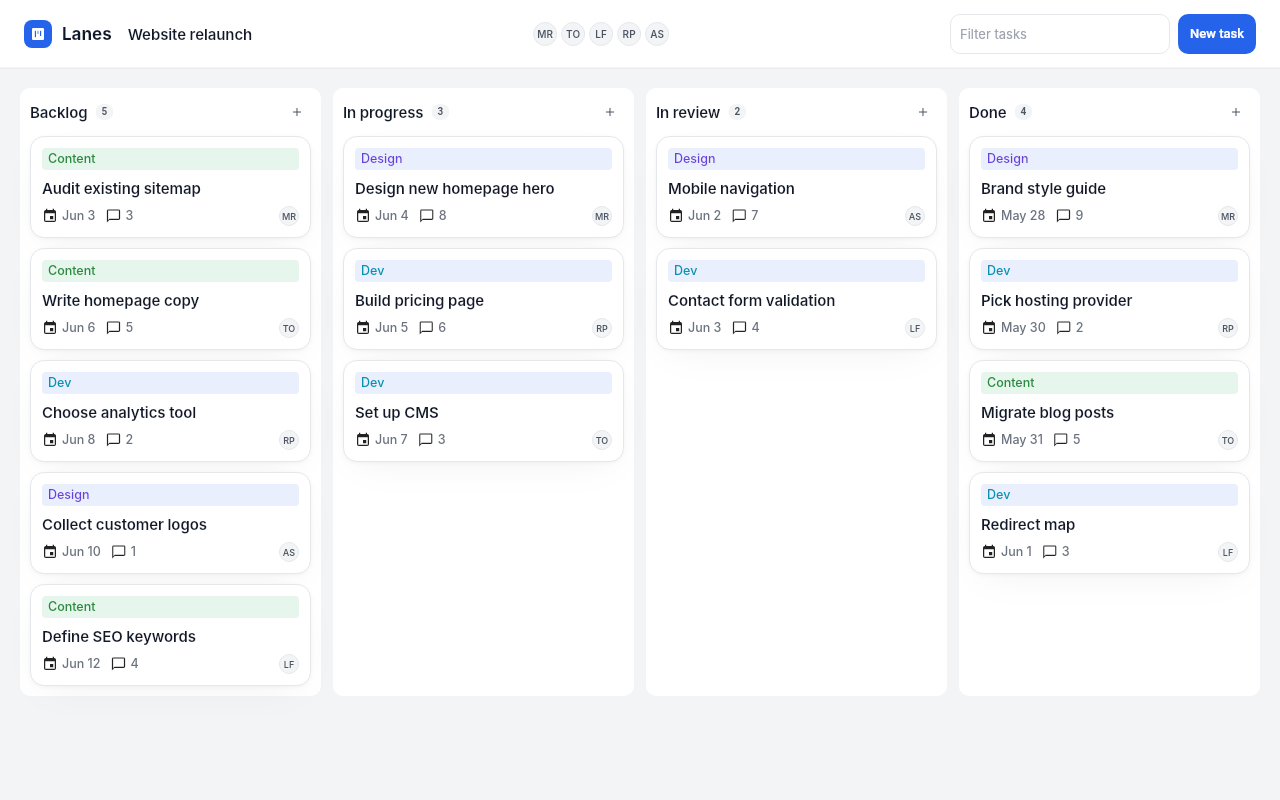 Lanes
Website relaunch
MR TO LF RP AS
Filter tasks
New task
Backlog 5
Content
Audit existing sitemap
Jun 3 3 MR
Content
Write homepage copy
Jun 6 5 TO
Dev
Choose analytics tool
Jun 8 2 RP
Design
Collect customer logos
Jun 10 1 AS
Content
Define SEO keywords
Jun 12 4 LF
In progress 3
Design
Design new homepage hero
Jun 4 8 MR
Dev
Build pricing page
Jun 5 6 RP
Dev
Set up CMS
Jun 7 3 TO
In review 2
Design
Mobile navigation
Jun 2 7 AS
Dev
Contact form validation
Jun 3 4 LF
Done 4
Design
Brand style guide
May 28 9 MR
Dev
Pick hosting provider
May 30 2 RP
Content
Migrate blog posts
May 31 5 TO
Dev
Redirect map
Jun 1 3 LF